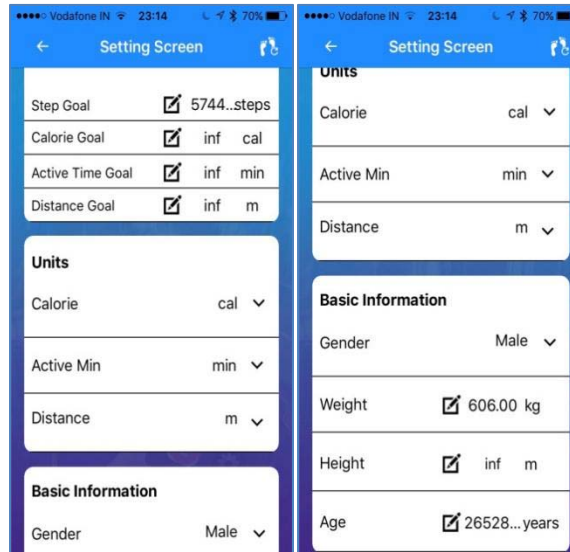 Vodafone IN 23:14 70%
Setting Screen
Step Goal 5744..steps
Calorie Goal inf cal
Active Time Goal inf min
Distance Goal inf m
Units
Calorie cal
Active Min min
Distance m
Basic Information
Gender Male
Vodafone IN 23:14 70%
Setting Screen
Units
Calorie cal
Active Min min
Distance m
Basic Information
Gender Male
Weight 606.00 kg
Height inf m
Age 26528... years